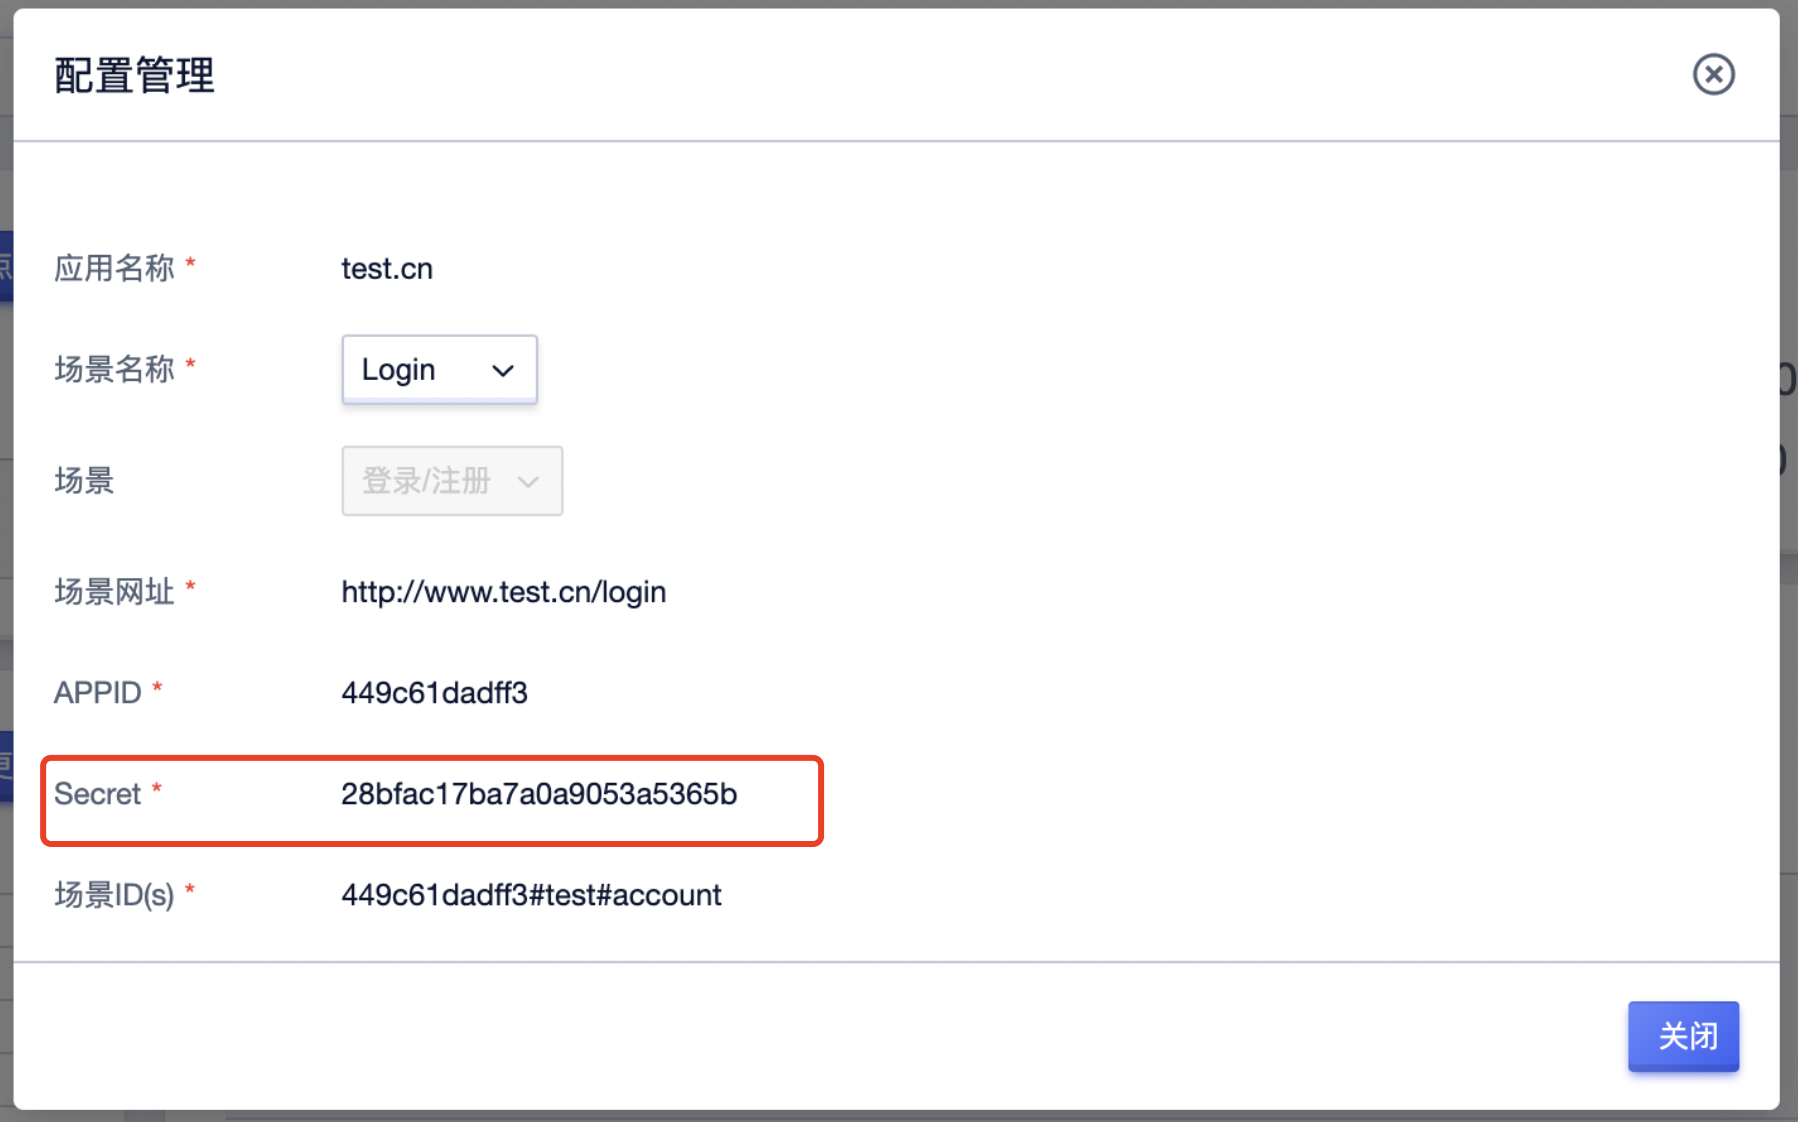 配置管理
应用名称 * test.cn
场景名称 * Login
场景 登录/注册
场景网址 * http://www.test.cn/login
APPID * 449c61dadff3
Secret * 28bfac17ba7a0a9053a5365b
场景ID(s) * 449c61dadff3#test#account
关闭